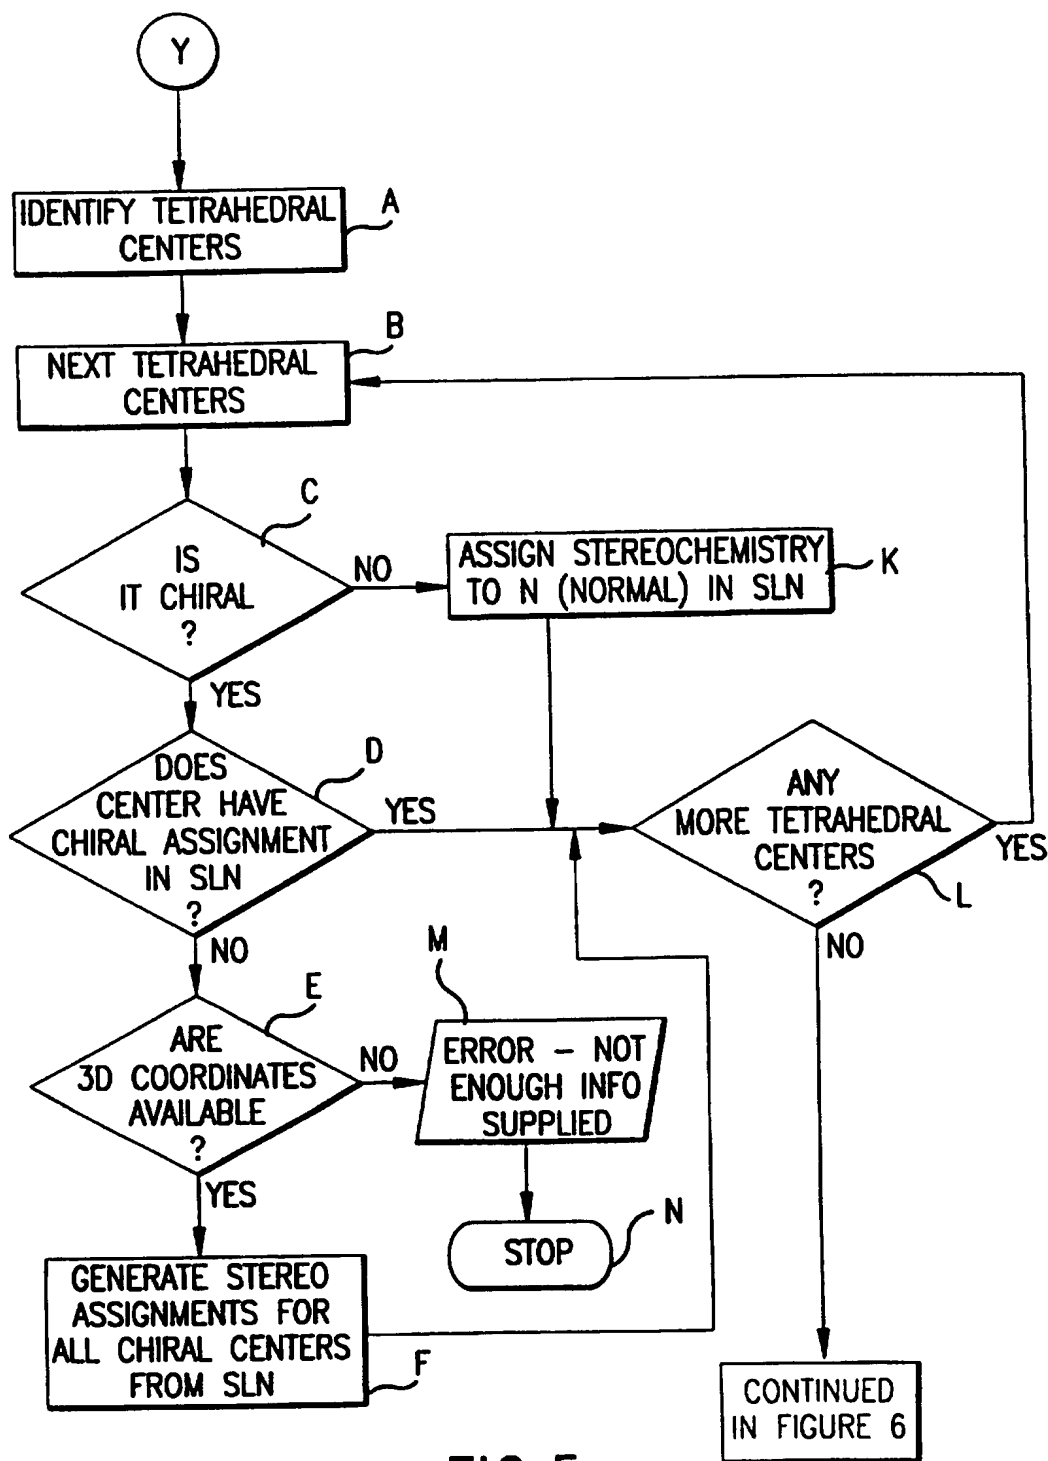 Y
IDENTIFY TETRAHEDRAL
CENTERS
A
NEXT TETRAHEDRAL
CENTERS
B
IS
IT CHIRAL
?
C
NO
YES
ASSIGN STEREOCHEMISTRY
TO N (NORMAL) IN SLN
K
DOES
CENTER HAVE
CHIRAL ASSIGNMENT
IN SLN
?
D
YES
NO
ANY
MORE TETRAHEDRAL
CENTERS
?
YES
L
NO
ARE
3D COORDINATES
AVAILABLE
?
E
NO
YES
M
ERROR – NOT
ENOUGH INFO
SUPPLIED
STOP
N
GENERATE STEREO
ASSIGNMENTS FOR
ALL CHIRAL CENTERS
FROM SLN
F
CONTINUED
IN FIGURE 6